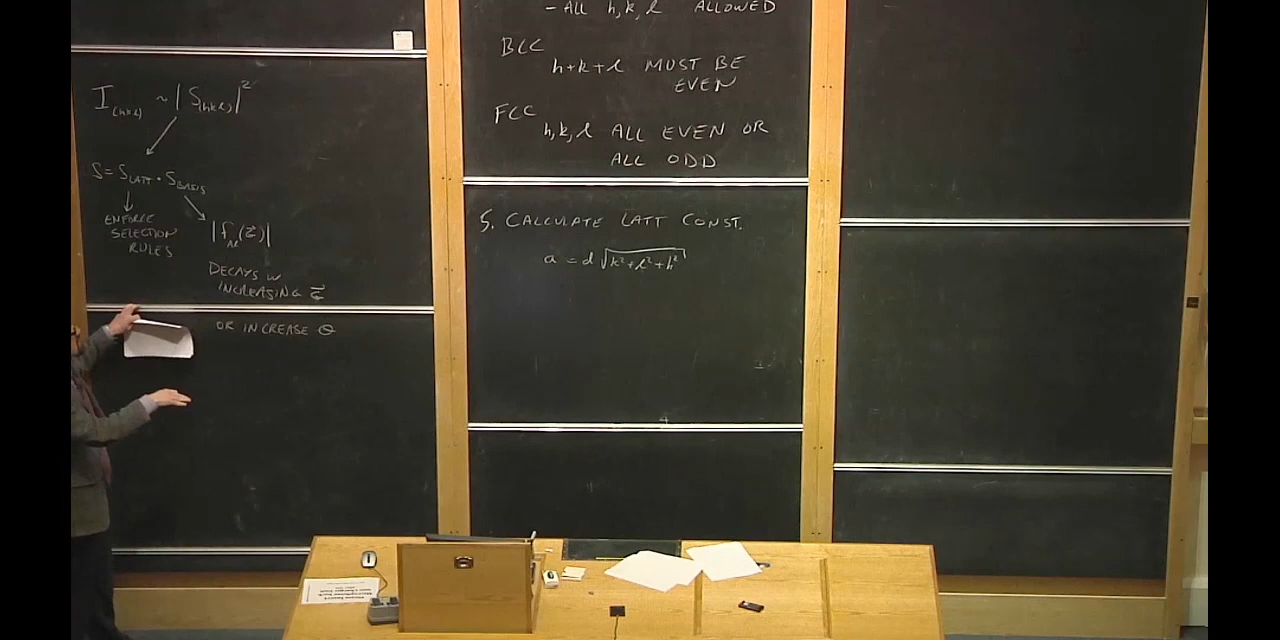 I(hkl) ~ |S(hkl)|²
S = S_LATT · S_BASIS
ENFORCE
SELECTION
RULES
|f_Al(G)|
DECAYS W
INCREASING G
OR INCREASE θ
- ALL h,k,l ALLOWED
BCC
h+k+l MUST BE
EVEN
FCC
h,k,l ALL EVEN OR
ALL ODD
5. CALCULATE LATT CONST.
a = d √k²+l²+h²